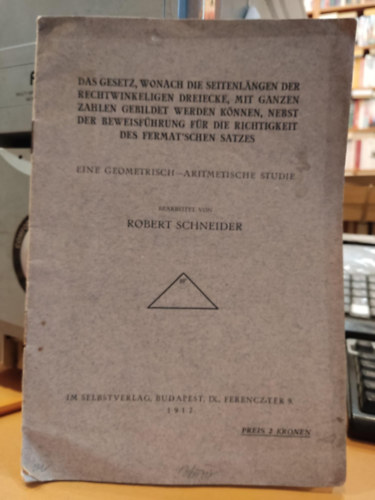 DAS GESETZ, WONACH DIE SEITENLÄNGEN DER
RECHTWINKELIGEN DREIECKE, MIT GANZEN
ZAHLEN GEBILDET WERDEN KÖNNEN, NEBST
DER BEWEISFÜHRUNG FÜR DIE RICHTIGKEIT
DES FERMAT'SCHEN SATZES
EINE GEOMETRISCH—ARITMETISCHE STUDIE
BEARBEITET VON
ROBERT SCHNEIDER
IM SELBSTVERLAG, BUDAPEST, IX., FERENCZ-TÉR 9.
1917
PREIS 2 KRONEN